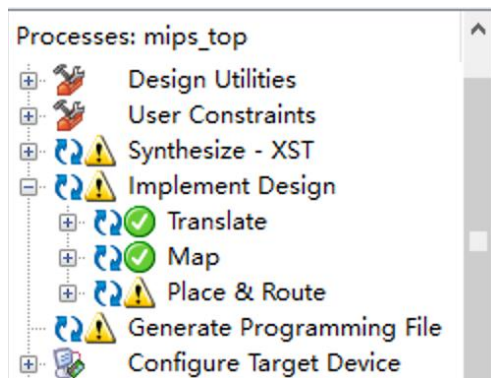 Processes: mips_top
Design Utilities
User Constraints
Synthesize - XST
Implement Design
Translate
Map
Place & Route
Generate Programming File
Configure Target Device